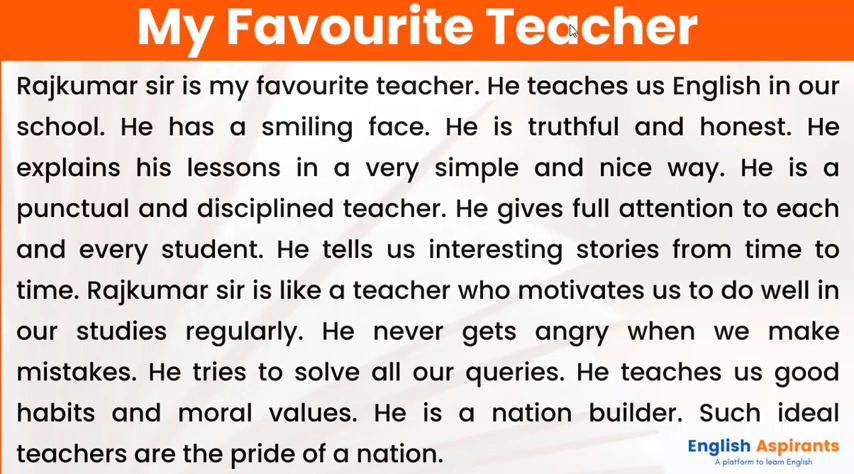 My Favourite Teacher
Rajkumar sir is my favourite teacher. He teaches us English in our
school. He has a smiling face. He is truthful and honest. He
explains his lessons in a very simple and nice way. He is a
punctual and disciplined teacher. He gives full attention to each
and every student. He tells us interesting stories from time to
time. Rajkumar sir is like a teacher who motivates us to do well in
our studies regularly. He never gets angry when we make
mistakes. He tries to solve all our queries. He teaches us good
habits and moral values. He is a nation builder. Such ideal
teachers are the pride of a nation.
English Aspirants
A platform to learn English